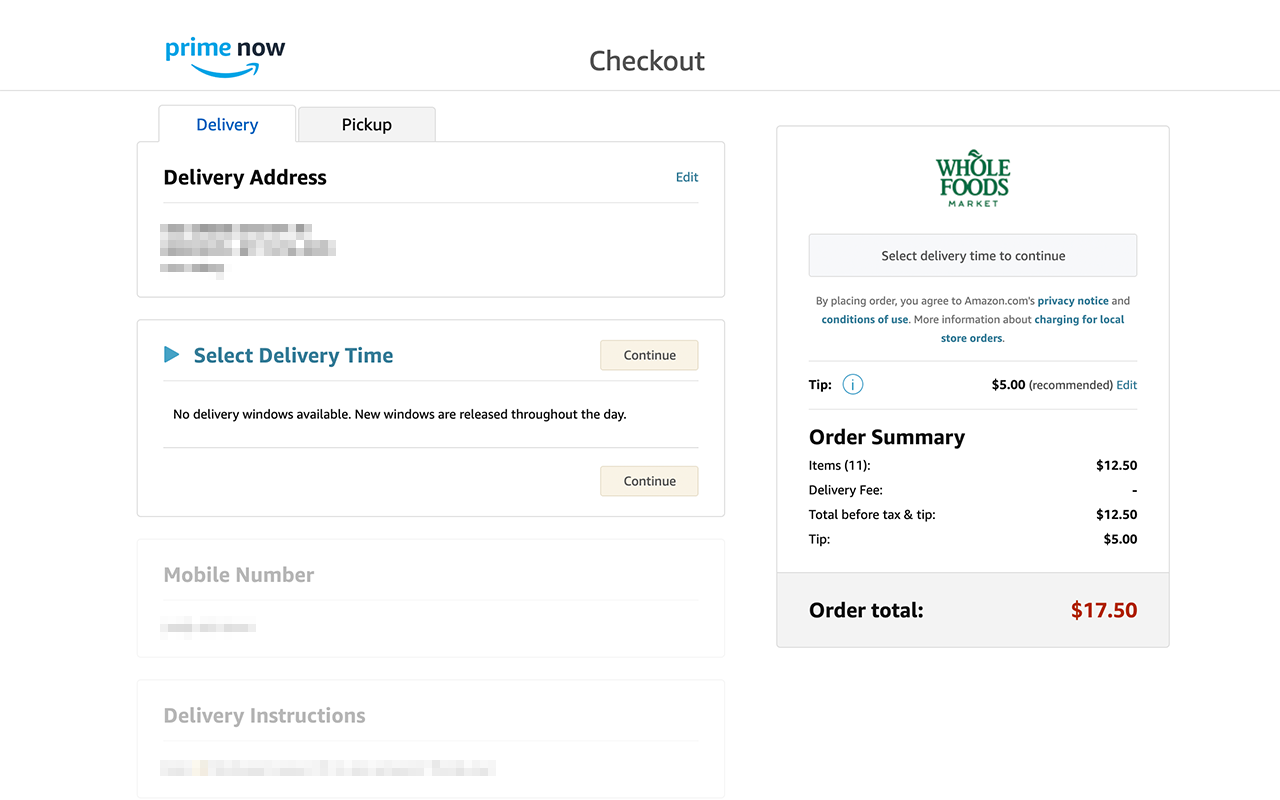 prime now
Checkout
Delivery
Pickup
Delivery Address
Edit
Select Delivery Time
Continue
No delivery windows available. New windows are released throughout the day.
Continue
Mobile Number
Delivery Instructions
WHOLE
FOODS
MARKET
Select delivery time to continue
By placing order, you agree to Amazon.com's privacy notice and
conditions of use. More information about charging for local
store orders.
Tip: i $5.00 (recommended) Edit
Order Summary
Items (11): $12.50
Delivery Fee: -
Total before tax & tip: $12.50
Tip: $5.00
Order total: $17.50